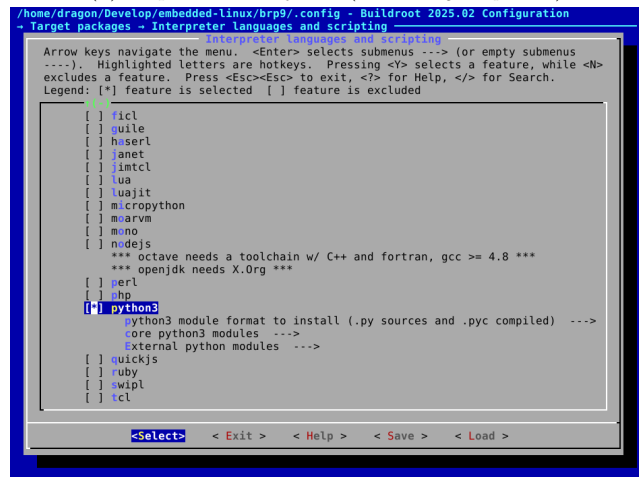 /home/dragon/Develop/embedded-linux/brp9/.config - Buildroot 2025.02 Configuration
→ Target packages → Interpreter languages and scripting
Interpreter languages and scripting
Arrow keys navigate the menu.  <Enter> selects submenus ---> (or empty submenus
----).  Highlighted letters are hotkeys.  Pressing <Y> selects a feature, while <N>
excludes a feature.  Press <Esc><Esc> to exit, <?> for Help, </> for Search.
Legend: [*] feature is selected  [ ] feature is excluded
↑(-)
[ ] ficl
[ ] guile
[ ] haserl
[ ] janet
[ ] jimtcl
[ ] lua
[ ] luajit
[ ] micropython
[ ] moarvm
[ ] mono
[ ] nodejs
*** octave needs a toolchain w/ C++ and fortran, gcc >= 4.8 ***
*** openjdk needs X.Org ***
[ ] perl
[ ] php
[*] python3
python3 module format to install (.py sources and .pyc compiled)  --->
core python3 modules  --->
External python modules  --->
[ ] quickjs
[ ] ruby
[ ] swipl
[ ] tcl
<Select>    < Exit >    < Help >    < Save >    < Load >